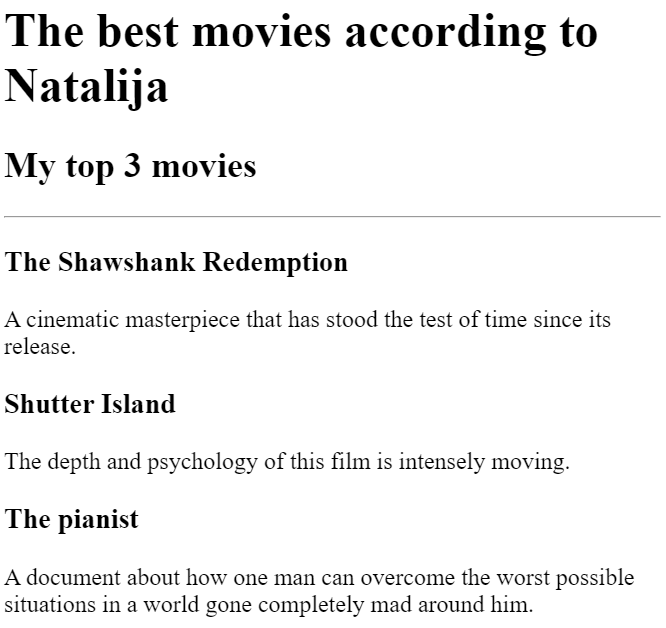 The best movies according to
Natalija
My top 3 movies
The Shawshank Redemption
A cinematic masterpiece that has stood the test of time since its
release.
Shutter Island
The depth and psychology of this film is intensely moving.
The pianist
A document about how one man can overcome the worst possible
situations in a world gone completely mad around him.